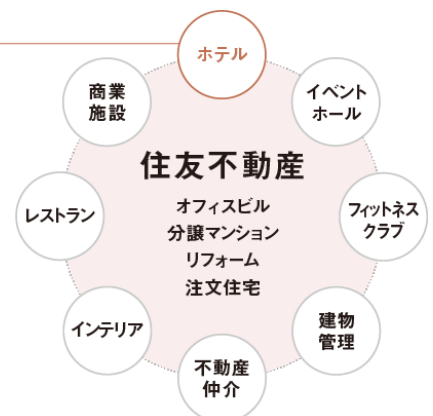 ホテル
イベント
ホール
フィットネス
クラブ
建物
管理
不動産
仲介
インテリア
レストラン
商業
施設
住友不動産
オフィスビル
分譲マンション
リフォーム
注文住宅